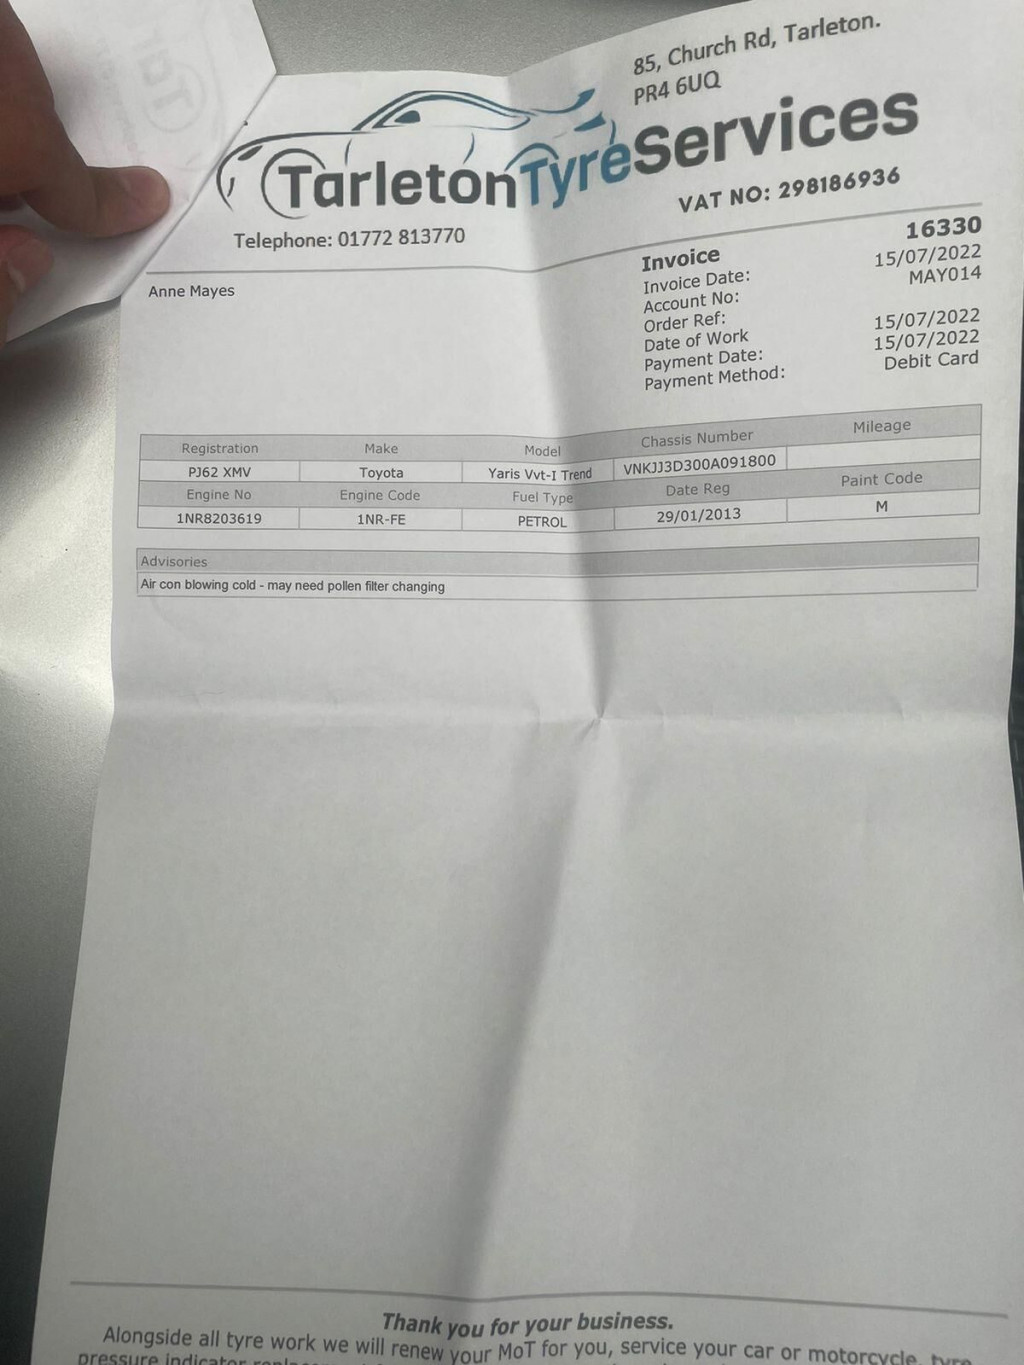 85, Church Rd, Tarleton.
PR4 6UQ
TarletonTyreServices
VAT NO: 298186936
Telephone: 01772 813770
Anne Mayes
Invoice 16330
Invoice Date: 15/07/2022
Account No: MAY014
Order Ref:
Date of Work 15/07/2022
Payment Date: 15/07/2022
Payment Method: Debit Card
Registration Make Model Chassis Number Mileage
PJ62 XMV Toyota Yaris Vvt-I Trend VNKJJ3D300A091800
Engine No Engine Code Fuel Type Date Reg Paint Code
1NR8203619 1NR-FE PETROL 29/01/2013 M
Advisories
Air con blowing cold - may need pollen filter changing
Thank you for your business.
Alongside all tyre work we will renew your MoT for you, service your car or motorcycle, tyre
pressure indicator